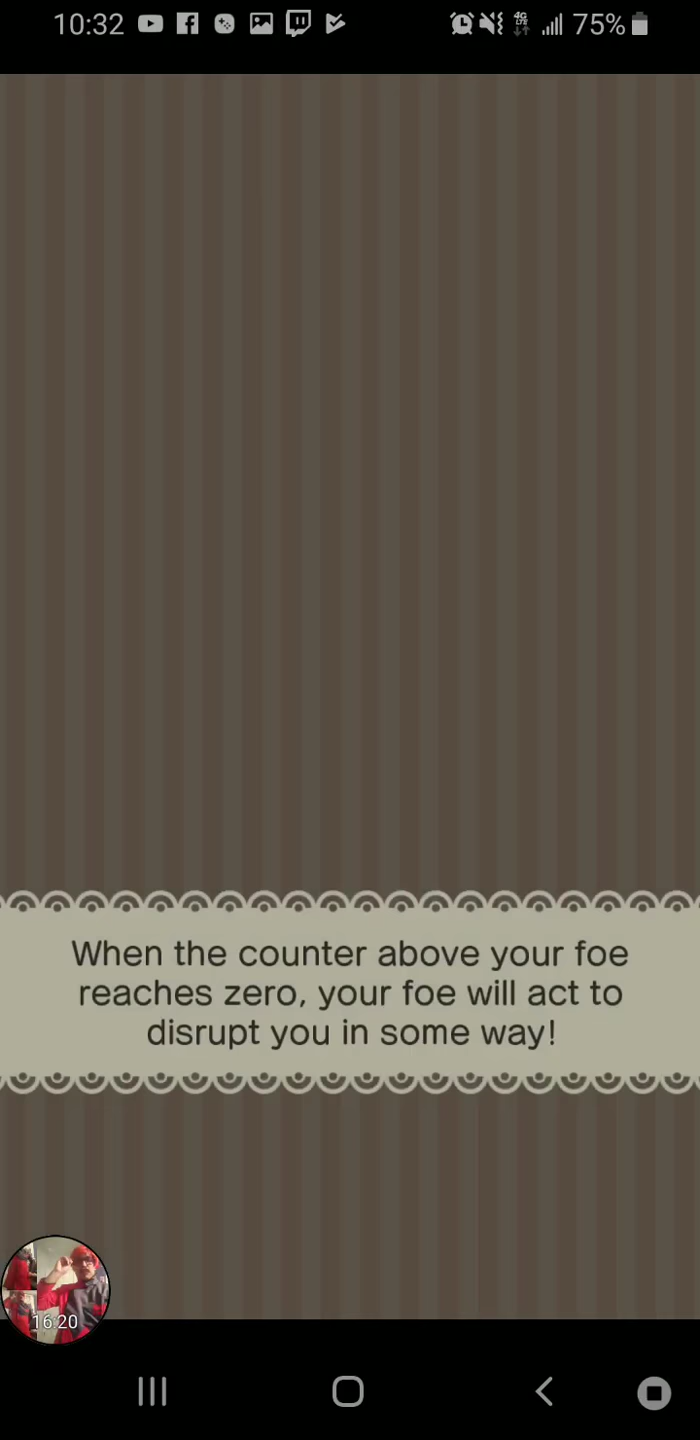 10:32 75%
When the counter above your foe
reaches zero, your foe will act to
disrupt you in some way!
16:20